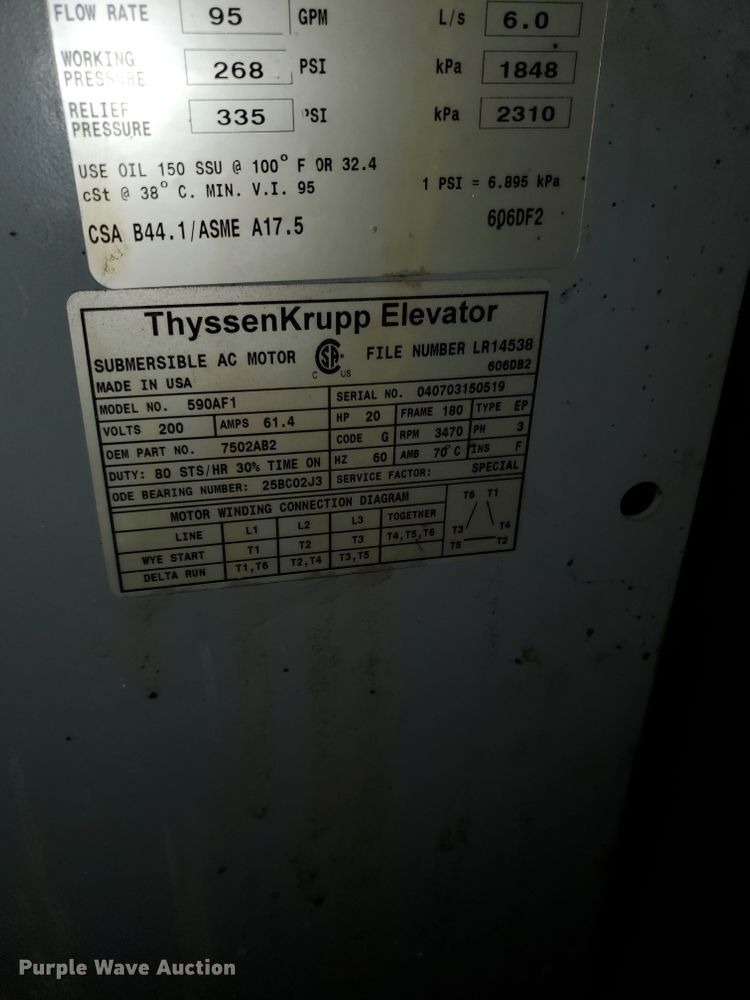 FLOW RATE 95 GPM L/s 6.0
WORKING PRESSURE 268 PSI kPa 1848
RELIEF PRESSURE 335 PSI kPa 2310
USE OIL 150 SSU @ 100° F OR 32.4
cSt @ 38° C. MIN. V.I. 95 1 PSI = 6.895 kPa
CSA B44.1/ASME A17.5 606DF2
ThyssenKrupp Elevator
SUBMERSIBLE AC MOTOR C SA US FILE NUMBER LR14538
MADE IN USA 606DB2
MODEL NO. 590AF1 SERIAL NO. 040703150519
VOLTS 200 AMPS 61.4 HP 20 FRAME 180 TYPE EP
OEM PART NO. 7502AB2 CODE G RPM 3470 PH 3
DUTY: 80 STS/HR 30% TIME ON HZ 60 AMB 70°C INS F
ODE BEARING NUMBER: 25BC02J3 SERVICE FACTOR: SPECIAL
MOTOR WINDING CONNECTION DIAGRAM T6 T1
LINE L1 L2 L3 TOGETHER
WYE START T1 T2 T3 T4,T5,T6 T3 T4
DELTA RUN T1,T6 T2,T4 T3,T5 T5 T2
Purple Wave Auction